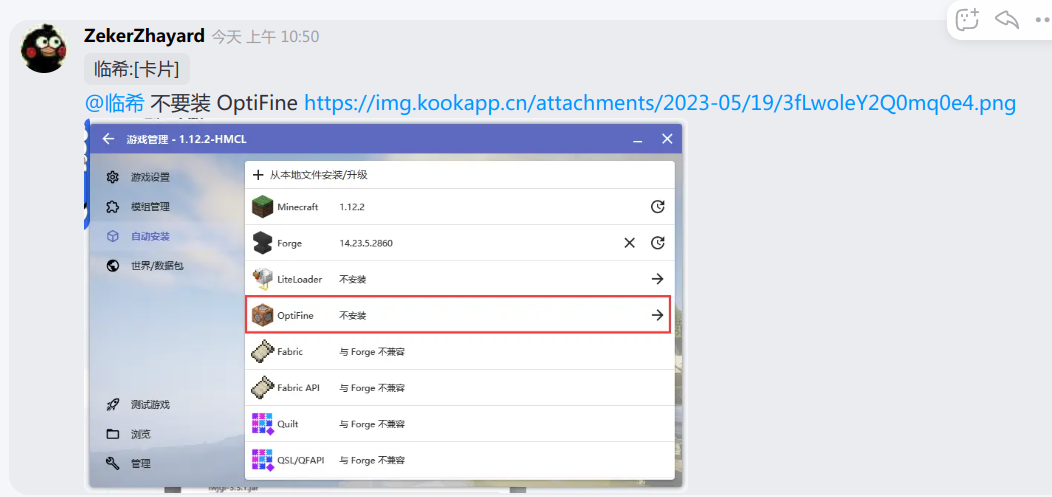 ZekerZhayard 今天 上午 10:50
临希:[卡片]
@临希 不要装 OptiFine https://img.kookapp.cn/attachments/2023-05/19/3fLwoleY2Q0mq0e4.png
游戏管理 - 1.12.2-HMCL
游戏设置
模组管理
自动安装
世界/数据包
测试游戏
浏览
管理
从本地文件安装/升级
Minecraft 1.12.2
Forge 14.23.5.2860
LiteLoader 不安装
OptiFine 不安装
Fabric 与 Forge 不兼容
Fabric API 与 Forge 不兼容
Quilt 与 Forge 不兼容
QSL/QFAPI 与 Forge 不兼容